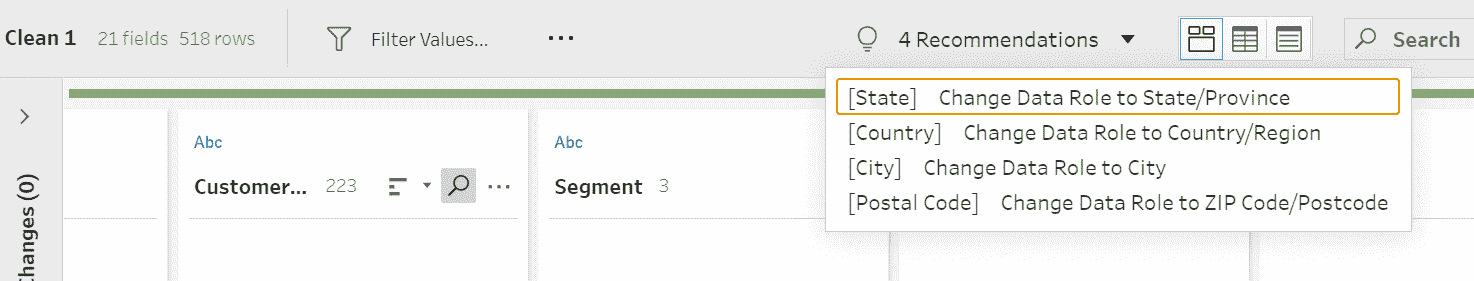 Clean 1 21 fields 518 rows Filter Values... ... 4 Recommendations Search
[State] Change Data Role to State/Province
[Country] Change Data Role to Country/Region
[City] Change Data Role to City
[Postal Code] Change Data Role to ZIP Code/Postcode
Abc Abc
Customer... 223 ... Segment 3
Changes (0)